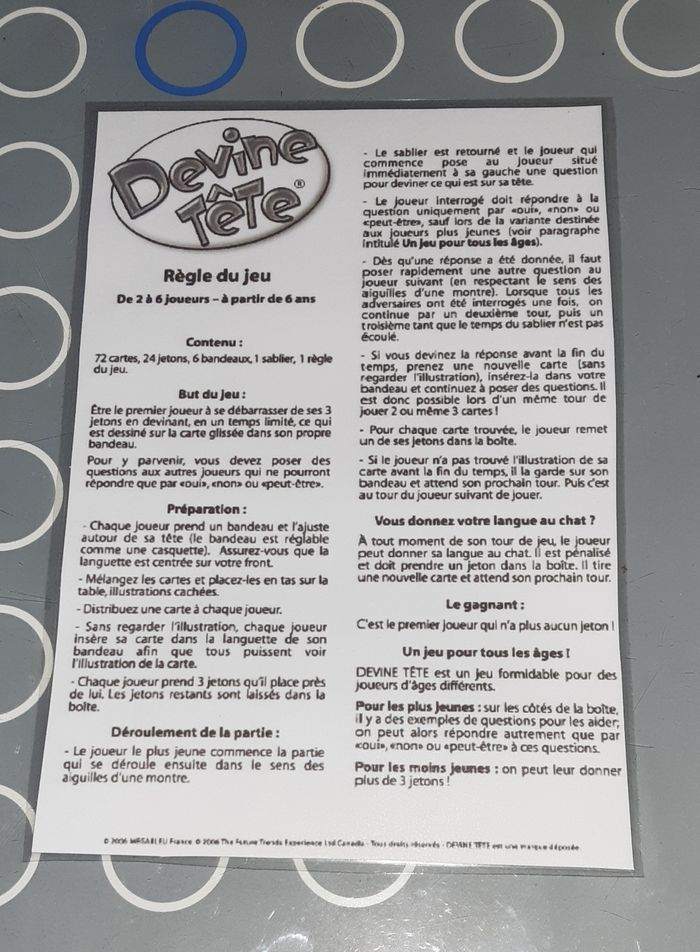 Devine
Tête®
Règle du jeu
De 2 à 6 joueurs – à partir de 6 ans
Contenu :
72 cartes, 24 jetons, 6 bandeaux, 1 sablier, 1 règle
du jeu.
But du jeu :
Être le premier joueur à se débarrasser de ses 3
jetons en devinant, en un temps limité, ce qui
est dessiné sur la carte glissée dans son propre
bandeau.
Pour y parvenir, vous devez poser des
questions aux autres joueurs qui ne pourront
répondre que par «oui», «non» ou «peut-être».
Préparation :
- Chaque joueur prend un bandeau et l'ajuste
autour de sa tête (le bandeau est réglable
comme une casquette). Assurez-vous que la
languette est centrée sur votre front.
- Mélangez les cartes et placez-les en tas sur la
table, illustrations cachées.
- Distribuez une carte à chaque joueur.
- Sans regarder l'illustration, chaque joueur
insère sa carte dans la languette de son
bandeau afin que tous puissent voir
l'illustration de la carte.
- Chaque joueur prend 3 jetons qu'il place près
de lui. Les jetons restants sont laissés dans la
boîte.
Déroulement de la partie :
- Le joueur le plus jeune commence la partie
qui se déroule ensuite dans le sens des
aiguilles d'une montre.
- Le sablier est retourné et le joueur qui
commence pose au joueur situé
immédiatement à sa gauche une question
pour deviner ce qui est sur sa tête.
- Le joueur interrogé doit répondre à la
question uniquement par «oui», «non» ou
«peut-être», sauf lors de la variante destinée
aux joueurs plus jeunes (voir paragraphe
intitulé Un jeu pour tous les âges).
- Dès qu'une réponse a été donnée, il faut
poser rapidement une autre question au
joueur suivant (en respectant le sens des
aiguilles d'une montre). Lorsque tous les
adversaires ont été interrogés une fois, on
continue par un deuxième tour, puis un
troisième tant que le temps du sablier n'est pas
écoulé.
- Si vous devinez la réponse avant la fin du
temps, prenez une nouvelle carte (sans
regarder l'illustration), insérez-la dans votre
bandeau et continuez à poser des questions. Il
est donc possible lors d'un même tour de
jouer 2 ou même 3 cartes !
- Pour chaque carte trouvée, le joueur remet
un de ses jetons dans la boîte.
- Si le joueur n'a pas trouvé l'illustration de sa
carte avant la fin du temps, il la garde sur son
bandeau et attend son prochain tour. Puis c'est
au tour du joueur suivant de jouer.
Vous donnez votre langue au chat ?
À tout moment de son tour de jeu, le joueur
peut donner sa langue au chat. Il est pénalisé
et doit prendre un jeton dans la boîte. Il tire
une nouvelle carte et attend son prochain tour.
Le gagnant :
C'est le premier joueur qui n'a plus aucun jeton !
Un jeu pour tous les âges !
DEVINE TÊTE est un jeu formidable pour des
joueurs d'âges différents.
Pour les plus jeunes : sur les côtés de la boîte,
il y a des exemples de questions pour les aider;
on peut alors répondre autrement que par
«oui», «non» ou «peut-être» à ces questions.
Pour les moins jeunes : on peut leur donner
plus de 3 jetons !
© 2006 MEGABLEU France © 2006 The Future Trends Experience Ltd Canada - Tous droits réservés - DEVINE TÊTE est une marque déposée.